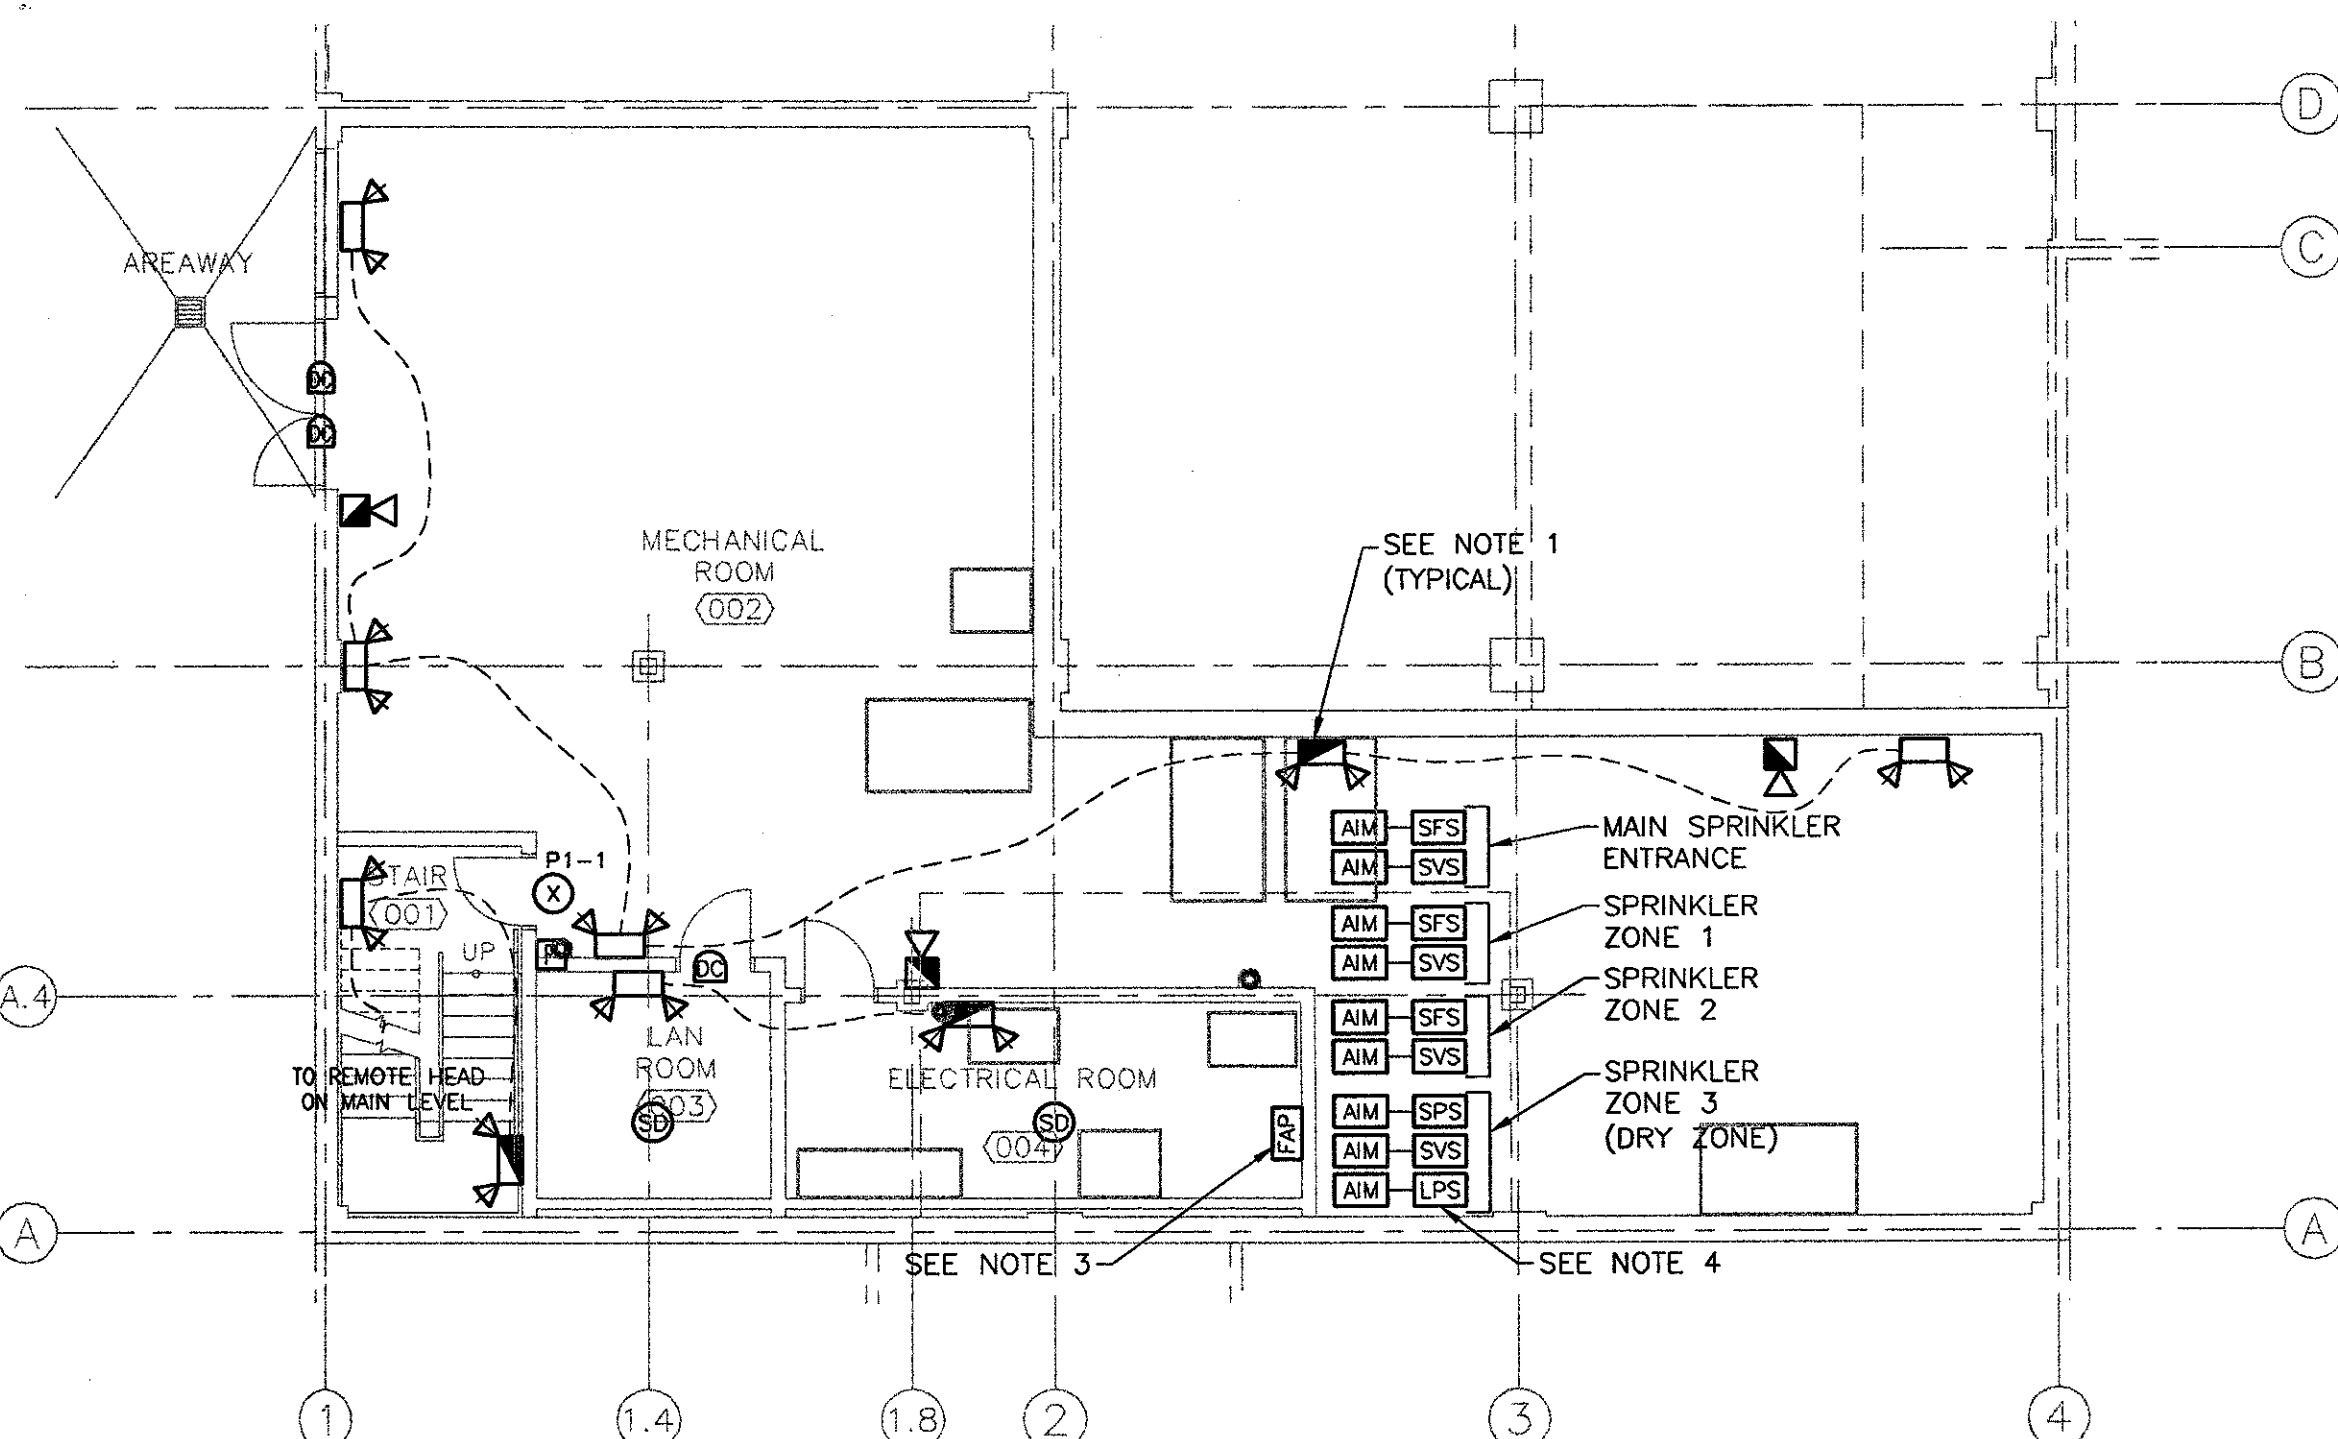 D
C
AREAWAY
DC
DC
MECHANICAL
ROOM
002
SEE NOTE 1
(TYPICAL)
B
AIM SFS
AIM SVS
MAIN SPRINKLER
ENTRANCE
P1-1
X
STAIR
001
UP
AIM SFS
AIM SVS
SPRINKLER
ZONE 1
DC
A.4
AIM SFS
AIM SVS
SPRINKLER
ZONE 2
LAN
ROOM
003
SD
ELECTRICAL ROOM
004
SD
FAP
TO REMOTE HEAD
ON MAIN LEVEL
AIM SPS
AIM SVS
AIM LPS
SPRINKLER
ZONE 3
(DRY ZONE)
A
A
SEE NOTE 3
SEE NOTE 4
1
1.4
1.8
2
3
4